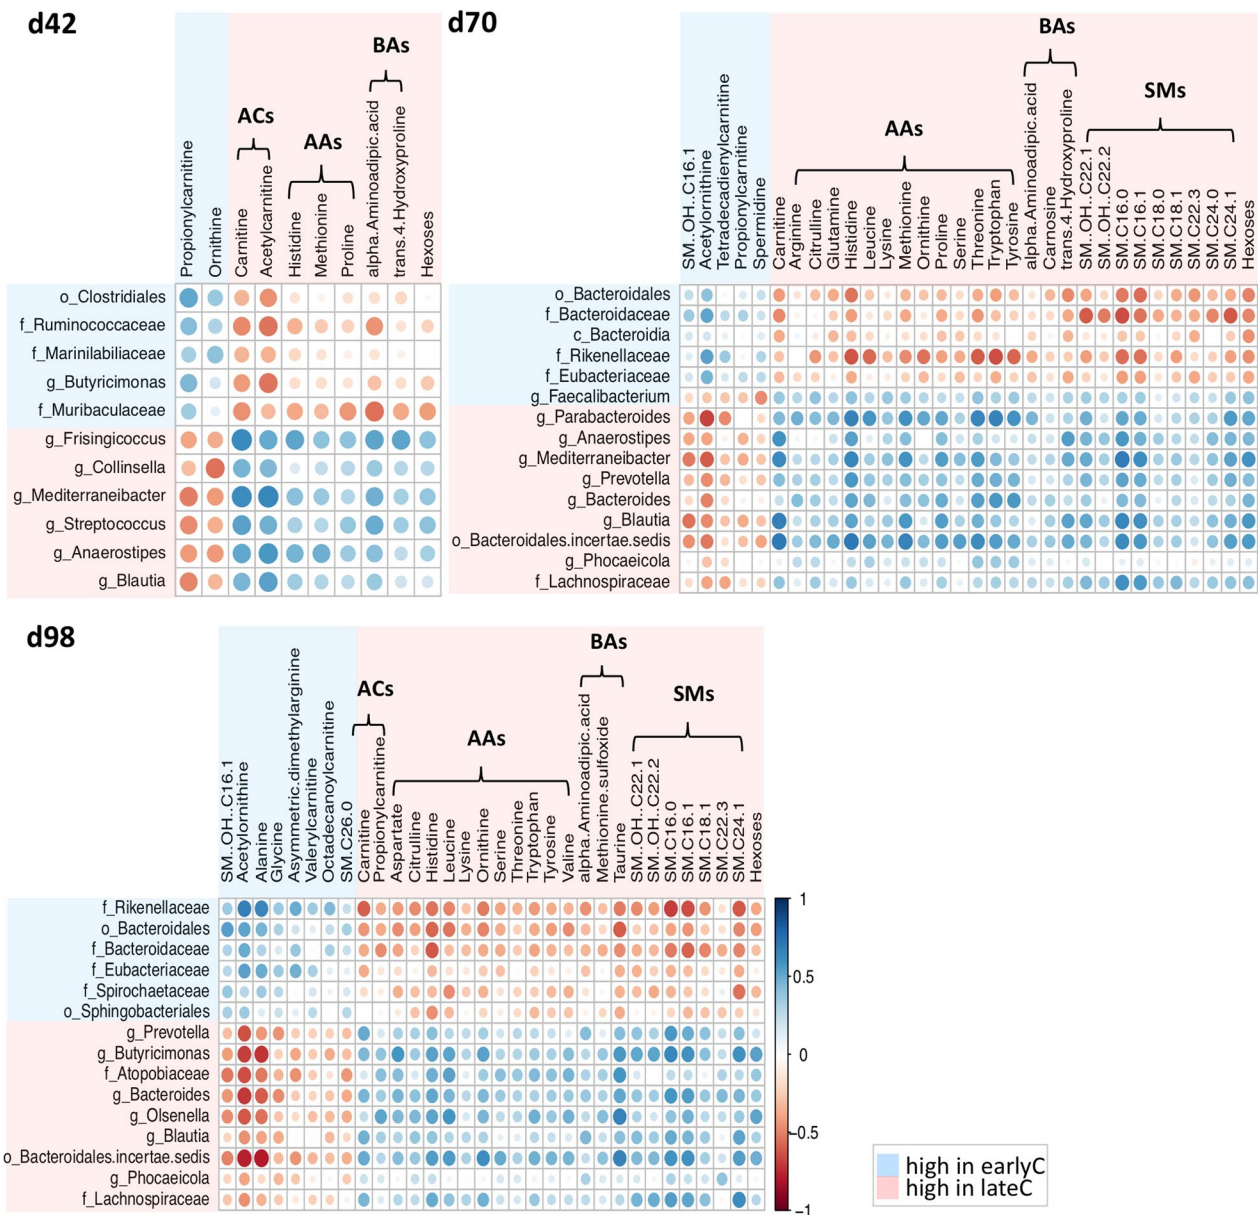 d42
BAs
ACs
AAs
Propionylcarnitine
Ornithine
Carnitine
Acetylcarnitine
Histidine
Methionine
Proline
alpha.Aminoadipic.acid
trans.4.Hydroxyproline
Hexoses
o_Clostridiales
f_Ruminococcaceae
f_Marinilabiliaceae
g_Butyricimonas
f_Muribaculaceae
g_Frisingicoccus
g_Collinsella
g_Mediterraneibacter
g_Streptococcus
g_Anaerostipes
g_Blautia
d70
BAs
SMs
AAs
SM..OH..C16.1
Acetylornithine
Tetradecadienylcarnitine
Propionylcarnitine
Spermidine
Carnitine
Arginine
Citrulline
Glutamine
Histidine
Leucine
Lysine
Methionine
Ornithine
Proline
Serine
Threonine
Tryptophan
Tyrosine
alpha.Aminoadipic.acid
Carnosine
trans.4.Hydroxyproline
SM..OH..C22.1
SM..OH..C22.2
SM.C16.0
SM.C16.1
SM.C18.0
SM.C18.1
SM.C22.3
SM.C24.0
SM.C24.1
Hexoses
o_Bacteroidales
f_Bacteroidaceae
c_Bacteroidia
f_Rikenellaceae
f_Eubacteriaceae
g_Faecalibacterium
g_Parabacteroides
g_Anaerostipes
g_Mediterraneibacter
g_Prevotella
g_Bacteroides
g_Blautia
o_Bacteroidales.incertae.sedis
g_Phocaeicola
f_Lachnospiraceae
d98
BAs
ACs
SMs
AAs
SM..OH..C16.1
Acetylornithine
Alanine
Glycine
Asymmetric.dimethylarginine
Valerylcarnitine
Octadecanoylcarnitine
SM.C26.0
Carnitine
Propionylcarnitine
Aspartate
Citrulline
Histidine
Leucine
Lysine
Ornithine
Serine
Threonine
Tryptophan
Tyrosine
Valine
alpha.Aminoadipic.acid
Methionine.sulfoxide
Taurine
SM..OH..C22.1
SM..OH..C22.2
SM.C16.0
SM.C16.1
SM.C18.1
SM.C22.3
SM.C24.1
Hexoses
f_Rikenellaceae
o_Bacteroidales
f_Bacteroidaceae
f_Eubacteriaceae
f_Spirochaetaceae
o_Sphingobacteriales
g_Prevotella
g_Butyricimonas
f_Atopobiaceae
g_Bacteroides
g_Olsenella
g_Blautia
o_Bacteroidales.incertae.sedis
g_Phocaeicola
f_Lachnospiraceae
1
0.5
0
-0.5
-1
high in earlyC
high in lateC